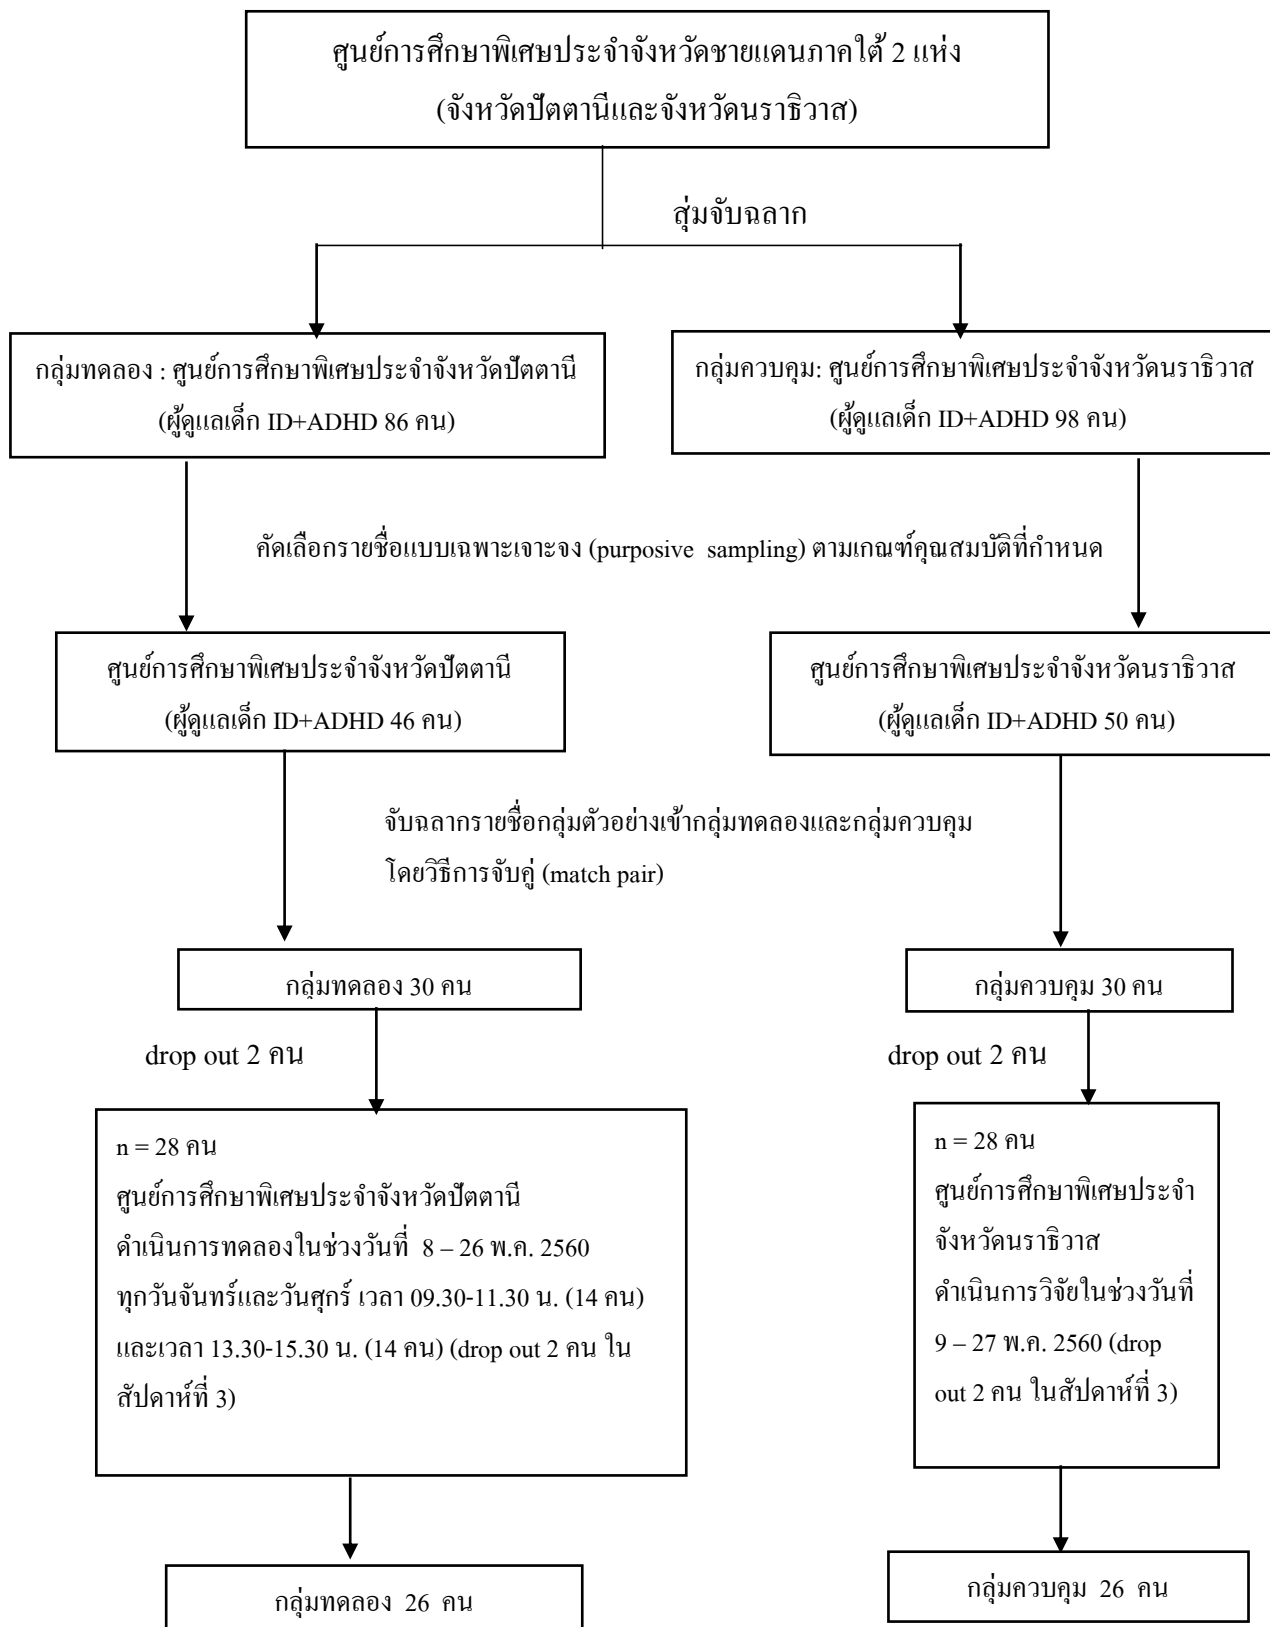 ศูนย์การศึกษาพิเศษประจำจังหวัดชายแดนภาคใต้ 2 แห่ง
(จังหวัดปัตตานีและจังหวัดนราธิวาส)
สุ่มจับฉลาก
กลุ่มทดลอง : ศูนย์การศึกษาพิเศษประจำจังหวัดปัตตานี
(ผู้ดูแลเด็ก ID+ADHD 86 คน)
กลุ่มควบคุม: ศูนย์การศึกษาพิเศษประจำจังหวัดนราธิวาส
(ผู้ดูแลเด็ก ID+ADHD 98 คน)
คัดเลือกรายชื่อแบบเฉพาะเจาะจง (purposive sampling) ตามเกณฑ์คุณสมบัติที่กำหนด
ศูนย์การศึกษาพิเศษประจำจังหวัดปัตตานี
(ผู้ดูแลเด็ก ID+ADHD 46 คน)
ศูนย์การศึกษาพิเศษประจำจังหวัดนราธิวาส
(ผู้ดูแลเด็ก ID+ADHD 50 คน)
จับฉลากรายชื่อกลุ่มตัวอย่างเข้ากลุ่มทดลองและกลุ่มควบคุม
โดยวิธีการจับคู่ (match pair)
กลุ่มทดลอง 30 คน
กลุ่มควบคุม 30 คน
drop out 2 คน
drop out 2 คน
n = 28 คน
ศูนย์การศึกษาพิเศษประจำจังหวัดปัตตานี
ดำเนินการทดลองในช่วงวันที่ 8 – 26 พ.ค. 2560
ทุกวันจันทร์และวันศุกร์ เวลา 09.30-11.30 น. (14 คน)
และเวลา 13.30-15.30 น. (14 คน) (drop out 2 คน ใน
สัปดาห์ที่ 3)
n = 28 คน
ศูนย์การศึกษาพิเศษประจำ
จังหวัดนราธิวาส
ดำเนินการวิจัยในช่วงวันที่
9 – 27 พ.ค. 2560 (drop
out 2 คน ในสัปดาห์ที่ 3)
กลุ่มทดลอง 26 คน
กลุ่มควบคุม 26 คน